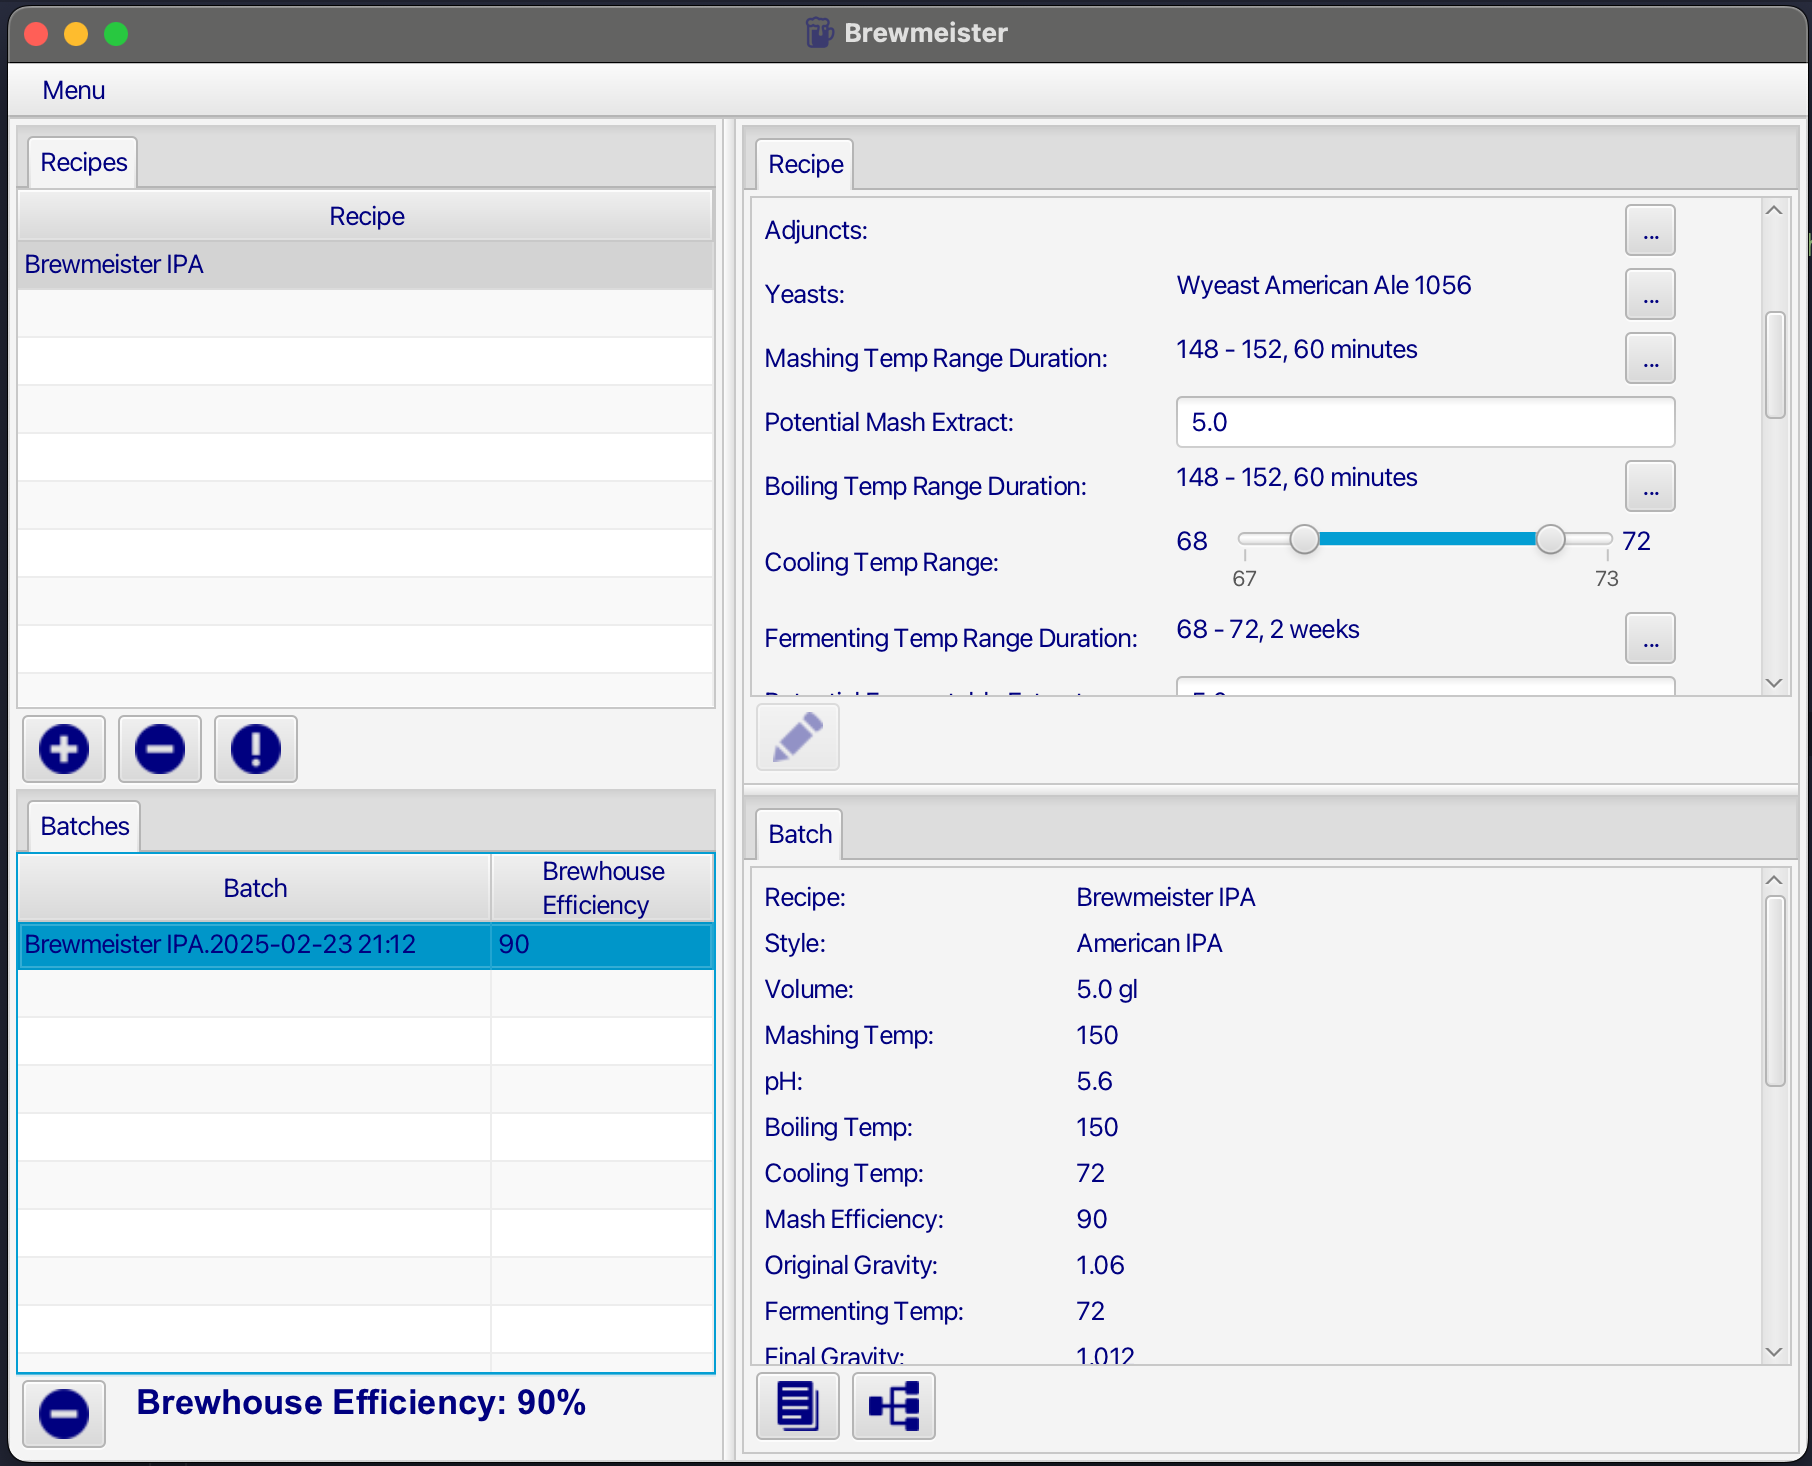 Brewmeister
Menu
Recipes
Recipe
Brewmeister IPA
Batches
Batch
Brewhouse Efficiency
Brewmeister IPA.2025-02-23 21:12 90
Brewhouse Efficiency: 90%
Recipe
Adjuncts: ...
Yeasts: Wyeast American Ale 1056 ...
Mashing Temp Range Duration: 148 - 152, 60 minutes ...
Potential Mash Extract: 5.0
Boiling Temp Range Duration: 148 - 152, 60 minutes ...
Cooling Temp Range: 68 72
67 73
Fermenting Temp Range Duration: 68 - 72, 2 weeks ...
Batch
Recipe: Brewmeister IPA
Style: American IPA
Volume: 5.0 gl
Mashing Temp: 150
pH: 5.6
Boiling Temp: 150
Cooling Temp: 72
Mash Efficiency: 90
Original Gravity: 1.06
Fermenting Temp: 72
Final Gravity: 1.012